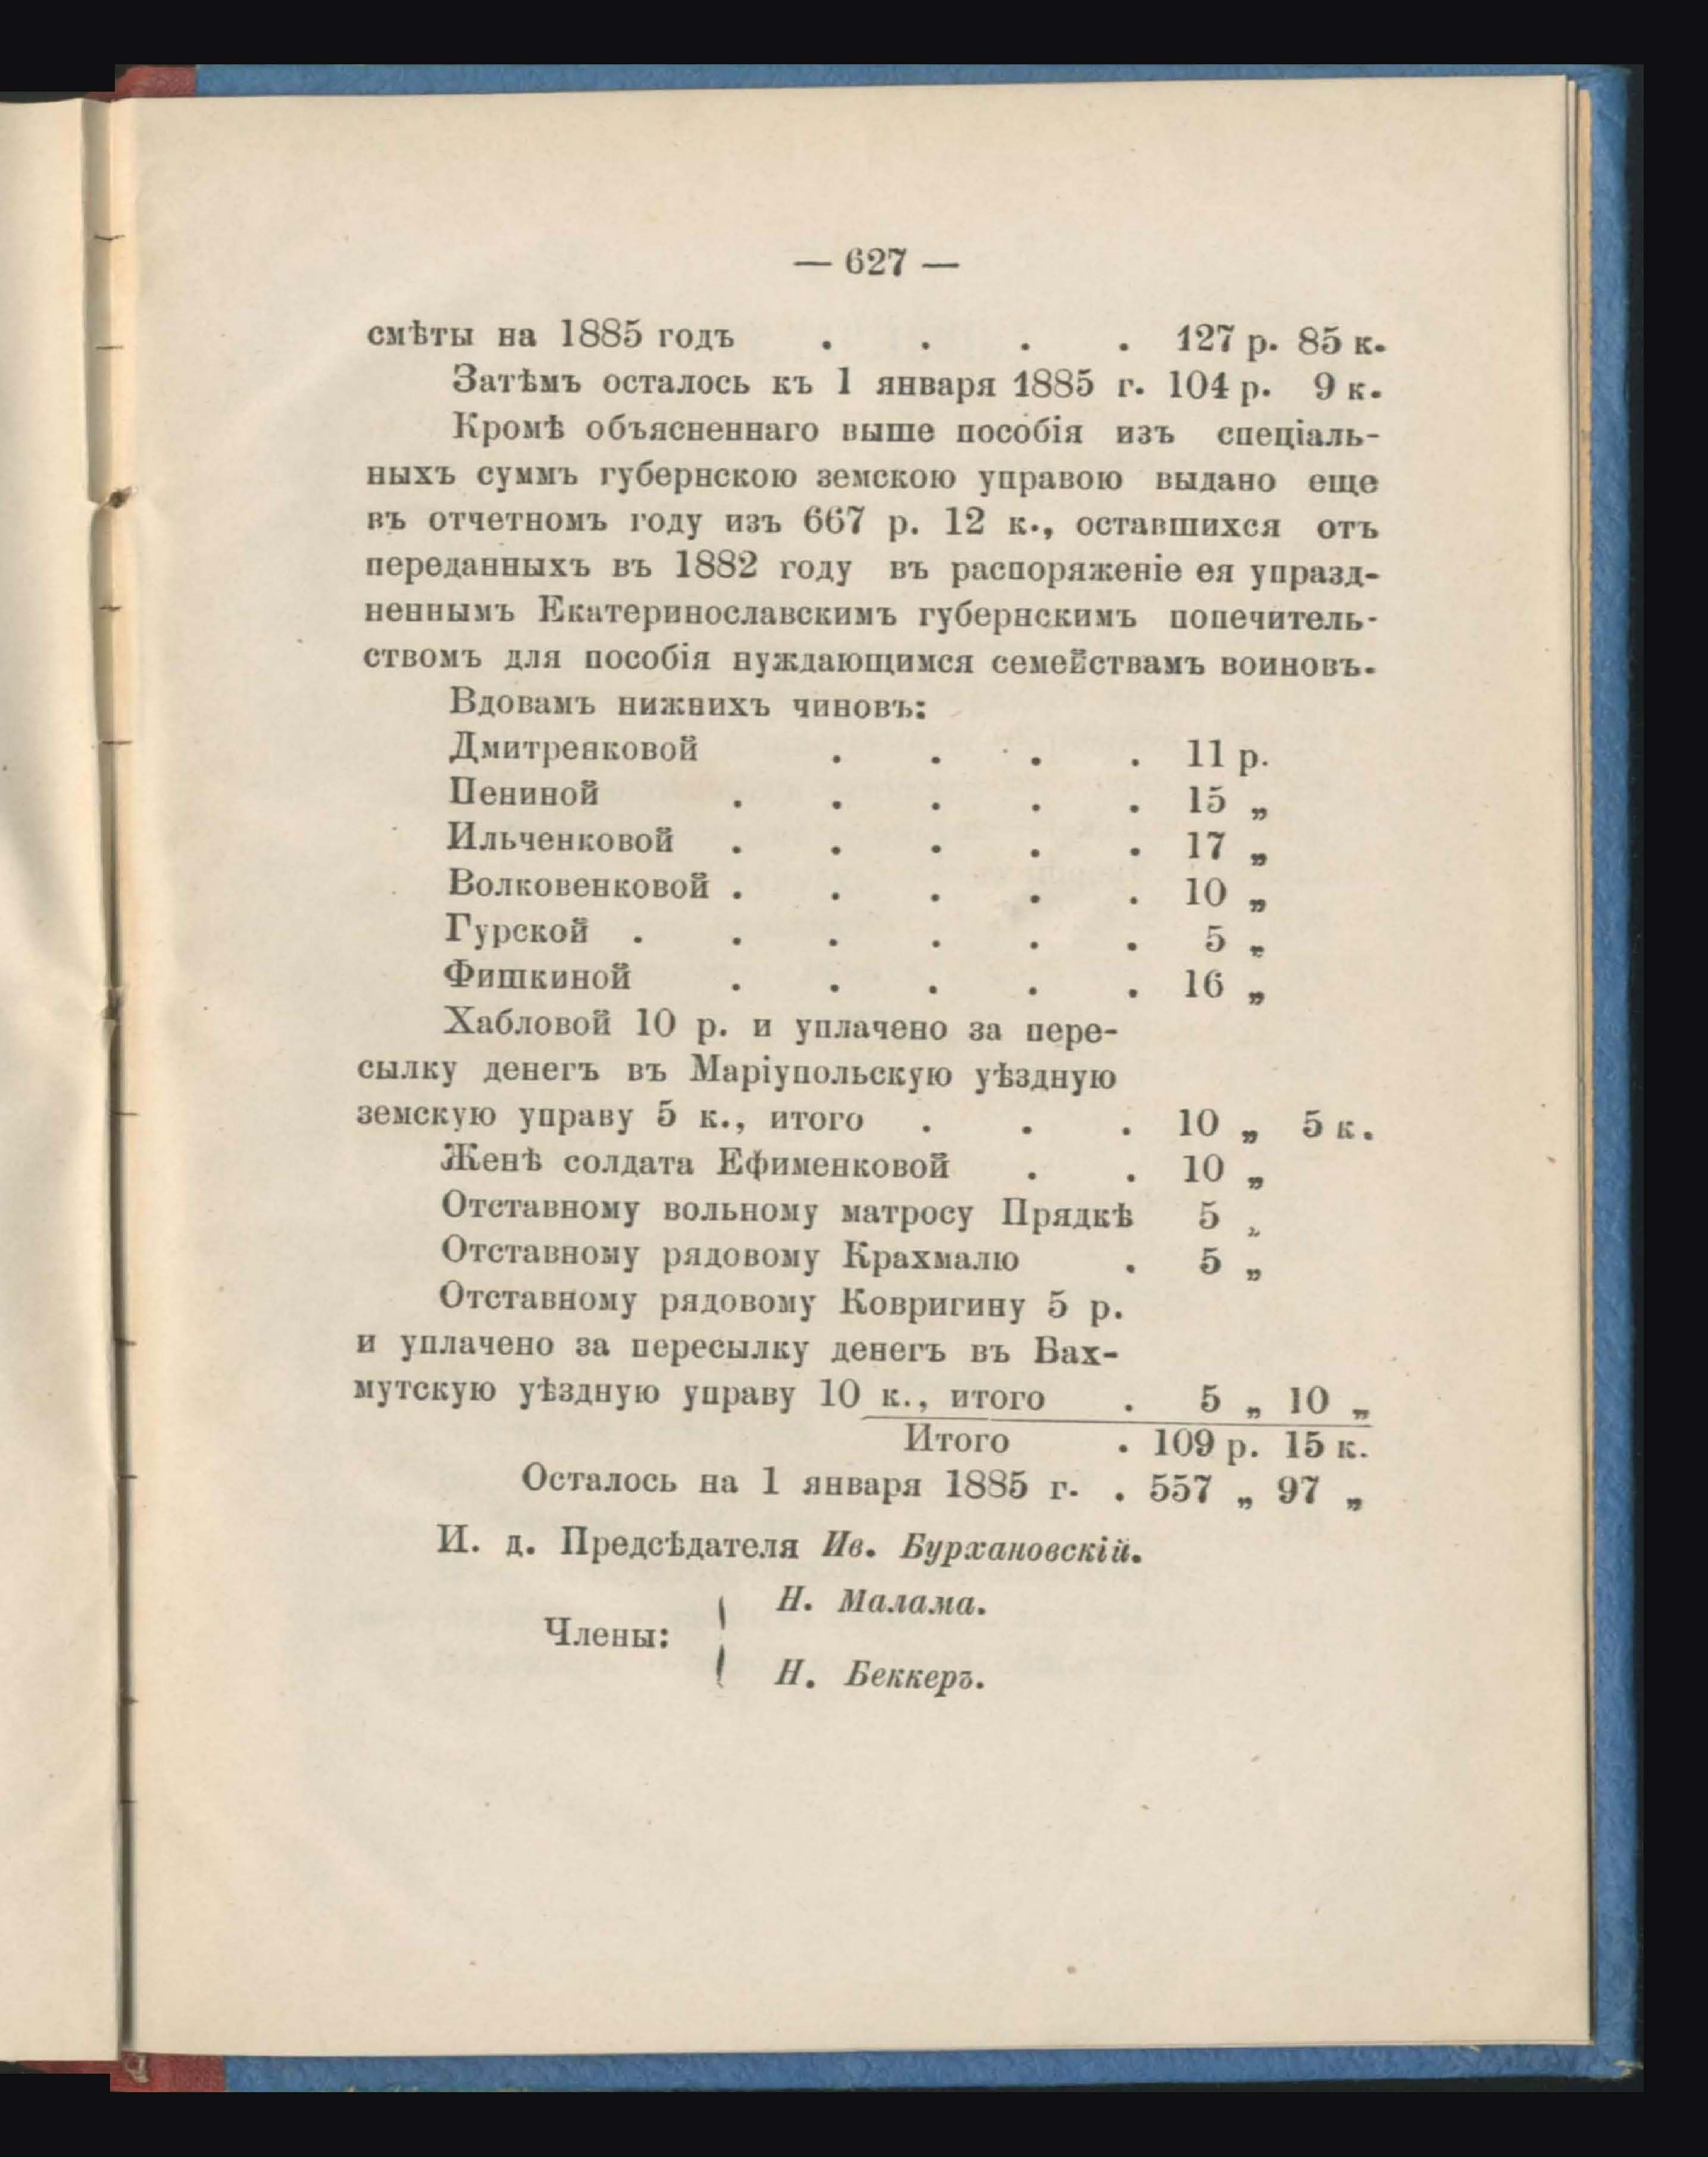 — 627 —
смѣты на 1885 годъ . . . . 127 р. 85 к.
Затѣмъ осталось къ 1 января 1885 г. 104 р. 9 к.
Кромѣ объясненнаго выше пособія изъ спеціаль-
ныхъ суммъ губернскою земскою управою выдано еще
въ отчетномъ году изъ 667 р. 12 к., оставшихся отъ
переданныхъ въ 1882 году въ распоряженіе ея упразд-
неннымъ Екатеринославскимъ губернскимъ попечитель-
ствомъ для пособія нуждающимся семействамъ воиновъ.
Вдовамъ нижнихъ чиновъ:
Дмитренковой . . . . 11 р.
Пениной . . . . . 15 „
Ильченковой . . . . . 17 „
Волковенковой . . . . . 10 „
Гурской . . . . . . 5 „
Фишкиной . . . . . 16 „
Хабловой 10 р. и уплачено за пере-
сылку денегъ въ Маріупольскую уѣздную
земскую управу 5 к., итого . . . 10 „ 5 к.
Женѣ солдата Ефименковой . . 10 „
Отставному вольному матросу Прядкѣ 5 „
Отставному рядовому Крахмалю . 5 „
Отставному рядовому Ковригину 5 р.
и уплачено за пересылку денегъ въ Бах-
мутскую уѣздную управу 10 к., итого . 5 „ 10 „
Итого . 109 р. 15 к.
Осталось на 1 января 1885 г. . 557 „ 97 „
И. д. Предсѣдателя Ив. Бурхановскій.
Н. Малама.
Члены:
Н. Беккеръ.